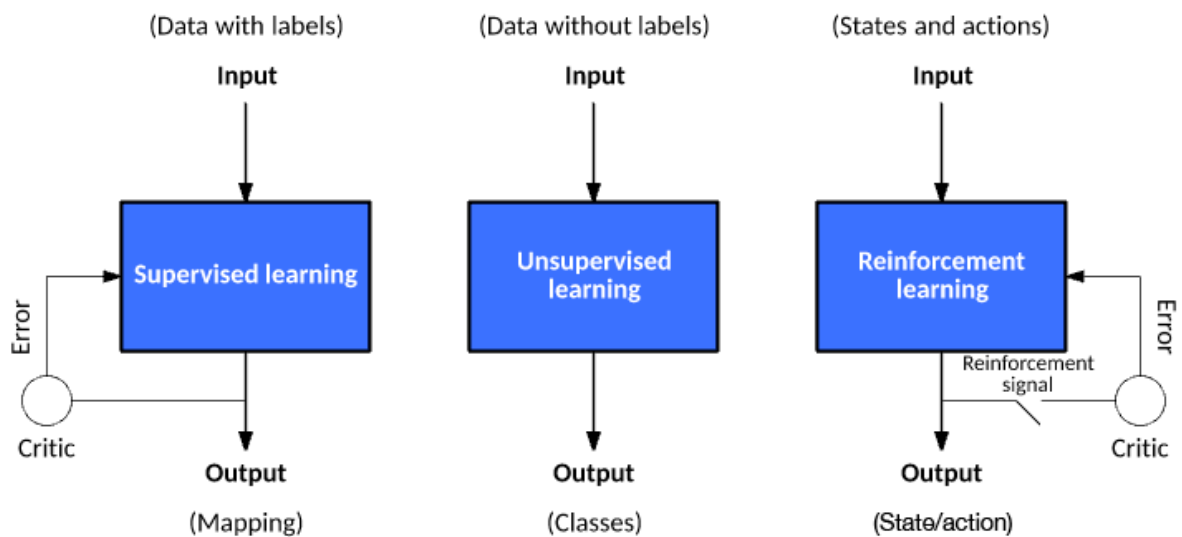 (Data with labels)
Input
Supervised learning
Error
Critic
Output
(Mapping)
(Data without labels)
Input
Unsupervised
learning
Output
(Classes)
(States and actions)
Input
Reinforcement
learning
Error
Reinforcement
signal
Critic
Output
(State/action)